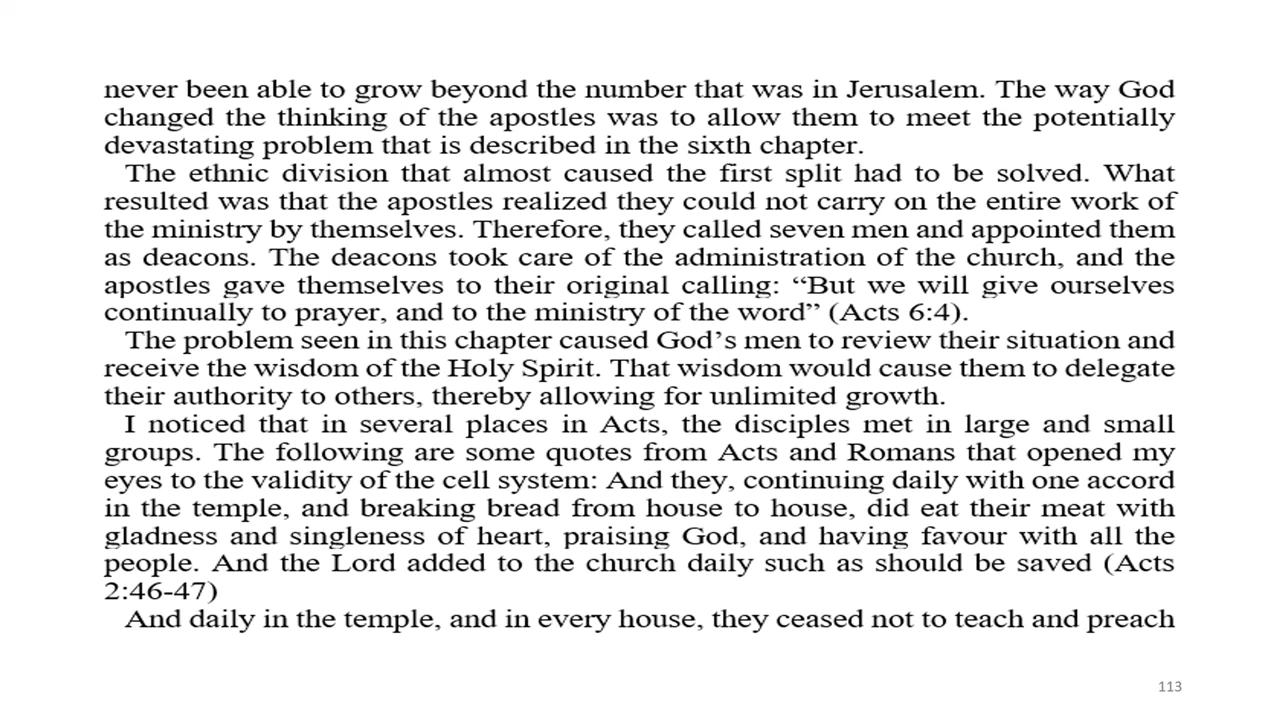 never been able to grow beyond the number that was in Jerusalem. The way God
changed the thinking of the apostles was to allow them to meet the potentially
devastating problem that is described in the sixth chapter.
The ethnic division that almost caused the first split had to be solved. What
resulted was that the apostles realized they could not carry on the entire work of
the ministry by themselves. Therefore, they called seven men and appointed them
as deacons. The deacons took care of the administration of the church, and the
apostles gave themselves to their original calling: “But we will give ourselves
continually to prayer, and to the ministry of the word” (Acts 6:4).
The problem seen in this chapter caused God’s men to review their situation and
receive the wisdom of the Holy Spirit. That wisdom would cause them to delegate
their authority to others, thereby allowing for unlimited growth.
I noticed that in several places in Acts, the disciples met in large and small
groups. The following are some quotes from Acts and Romans that opened my
eyes to the validity of the cell system: And they, continuing daily with one accord
in the temple, and breaking bread from house to house, did eat their meat with
gladness and singleness of heart, praising God, and having favour with all the
people. And the Lord added to the church daily such as should be saved (Acts
2:46-47)
And daily in the temple, and in every house, they ceased not to teach and preach
113